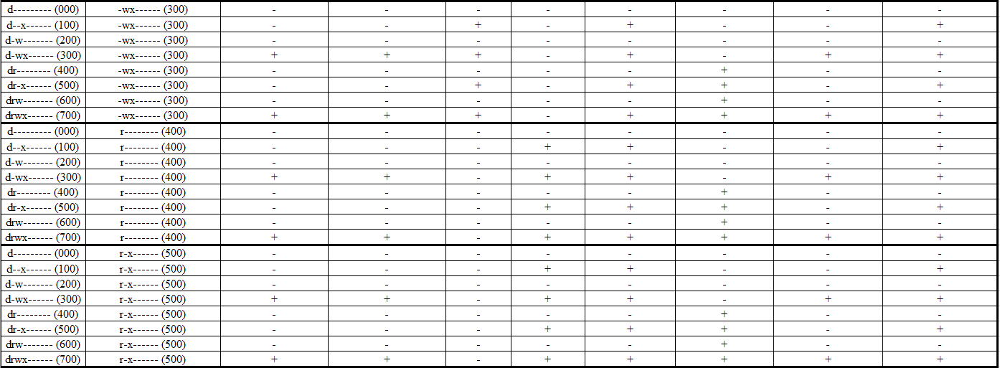 d--------- (000) -wx------ (300) - - - - - - - -
d--x------ (100) -wx------ (300) - - + - + - - +
d-w------- (200) -wx------ (300) - - - - - - - -
d-wx------ (300) -wx------ (300) + + + - + - + +
dr-------- (400) -wx------ (300) - - - - - + - -
dr-x------ (500) -wx------ (300) - - + - + + - +
drw------- (600) -wx------ (300) - - - - - + - -
drwx------ (700) -wx------ (300) + + + - + + + +
d--------- (000) r-------- (400) - - - - - - - -
d--x------ (100) r-------- (400) - - - + + - - +
d-w------- (200) r-------- (400) - - - - - - - -
d-wx------ (300) r-------- (400) + + - + + - + +
dr-------- (400) r-------- (400) - - - - - + - -
dr-x------ (500) r-------- (400) - - - + + + - +
drw------- (600) r-------- (400) - - - - - + - -
drwx------ (700) r-------- (400) + + - + + + + +
d--------- (000) r-x------ (500) - - - - - - - -
d--x------ (100) r-x------ (500) - - - + + - - +
d-w------- (200) r-x------ (500) - - - - - - - -
d-wx------ (300) r-x------ (500) + + - + + - + +
dr-------- (400) r-x------ (500) - - - - - + - -
dr-x------ (500) r-x------ (500) - - - + + + - +
drw------- (600) r-x------ (500) - - - - - + - -
drwx------ (700) r-x------ (500) + + - + + + + +